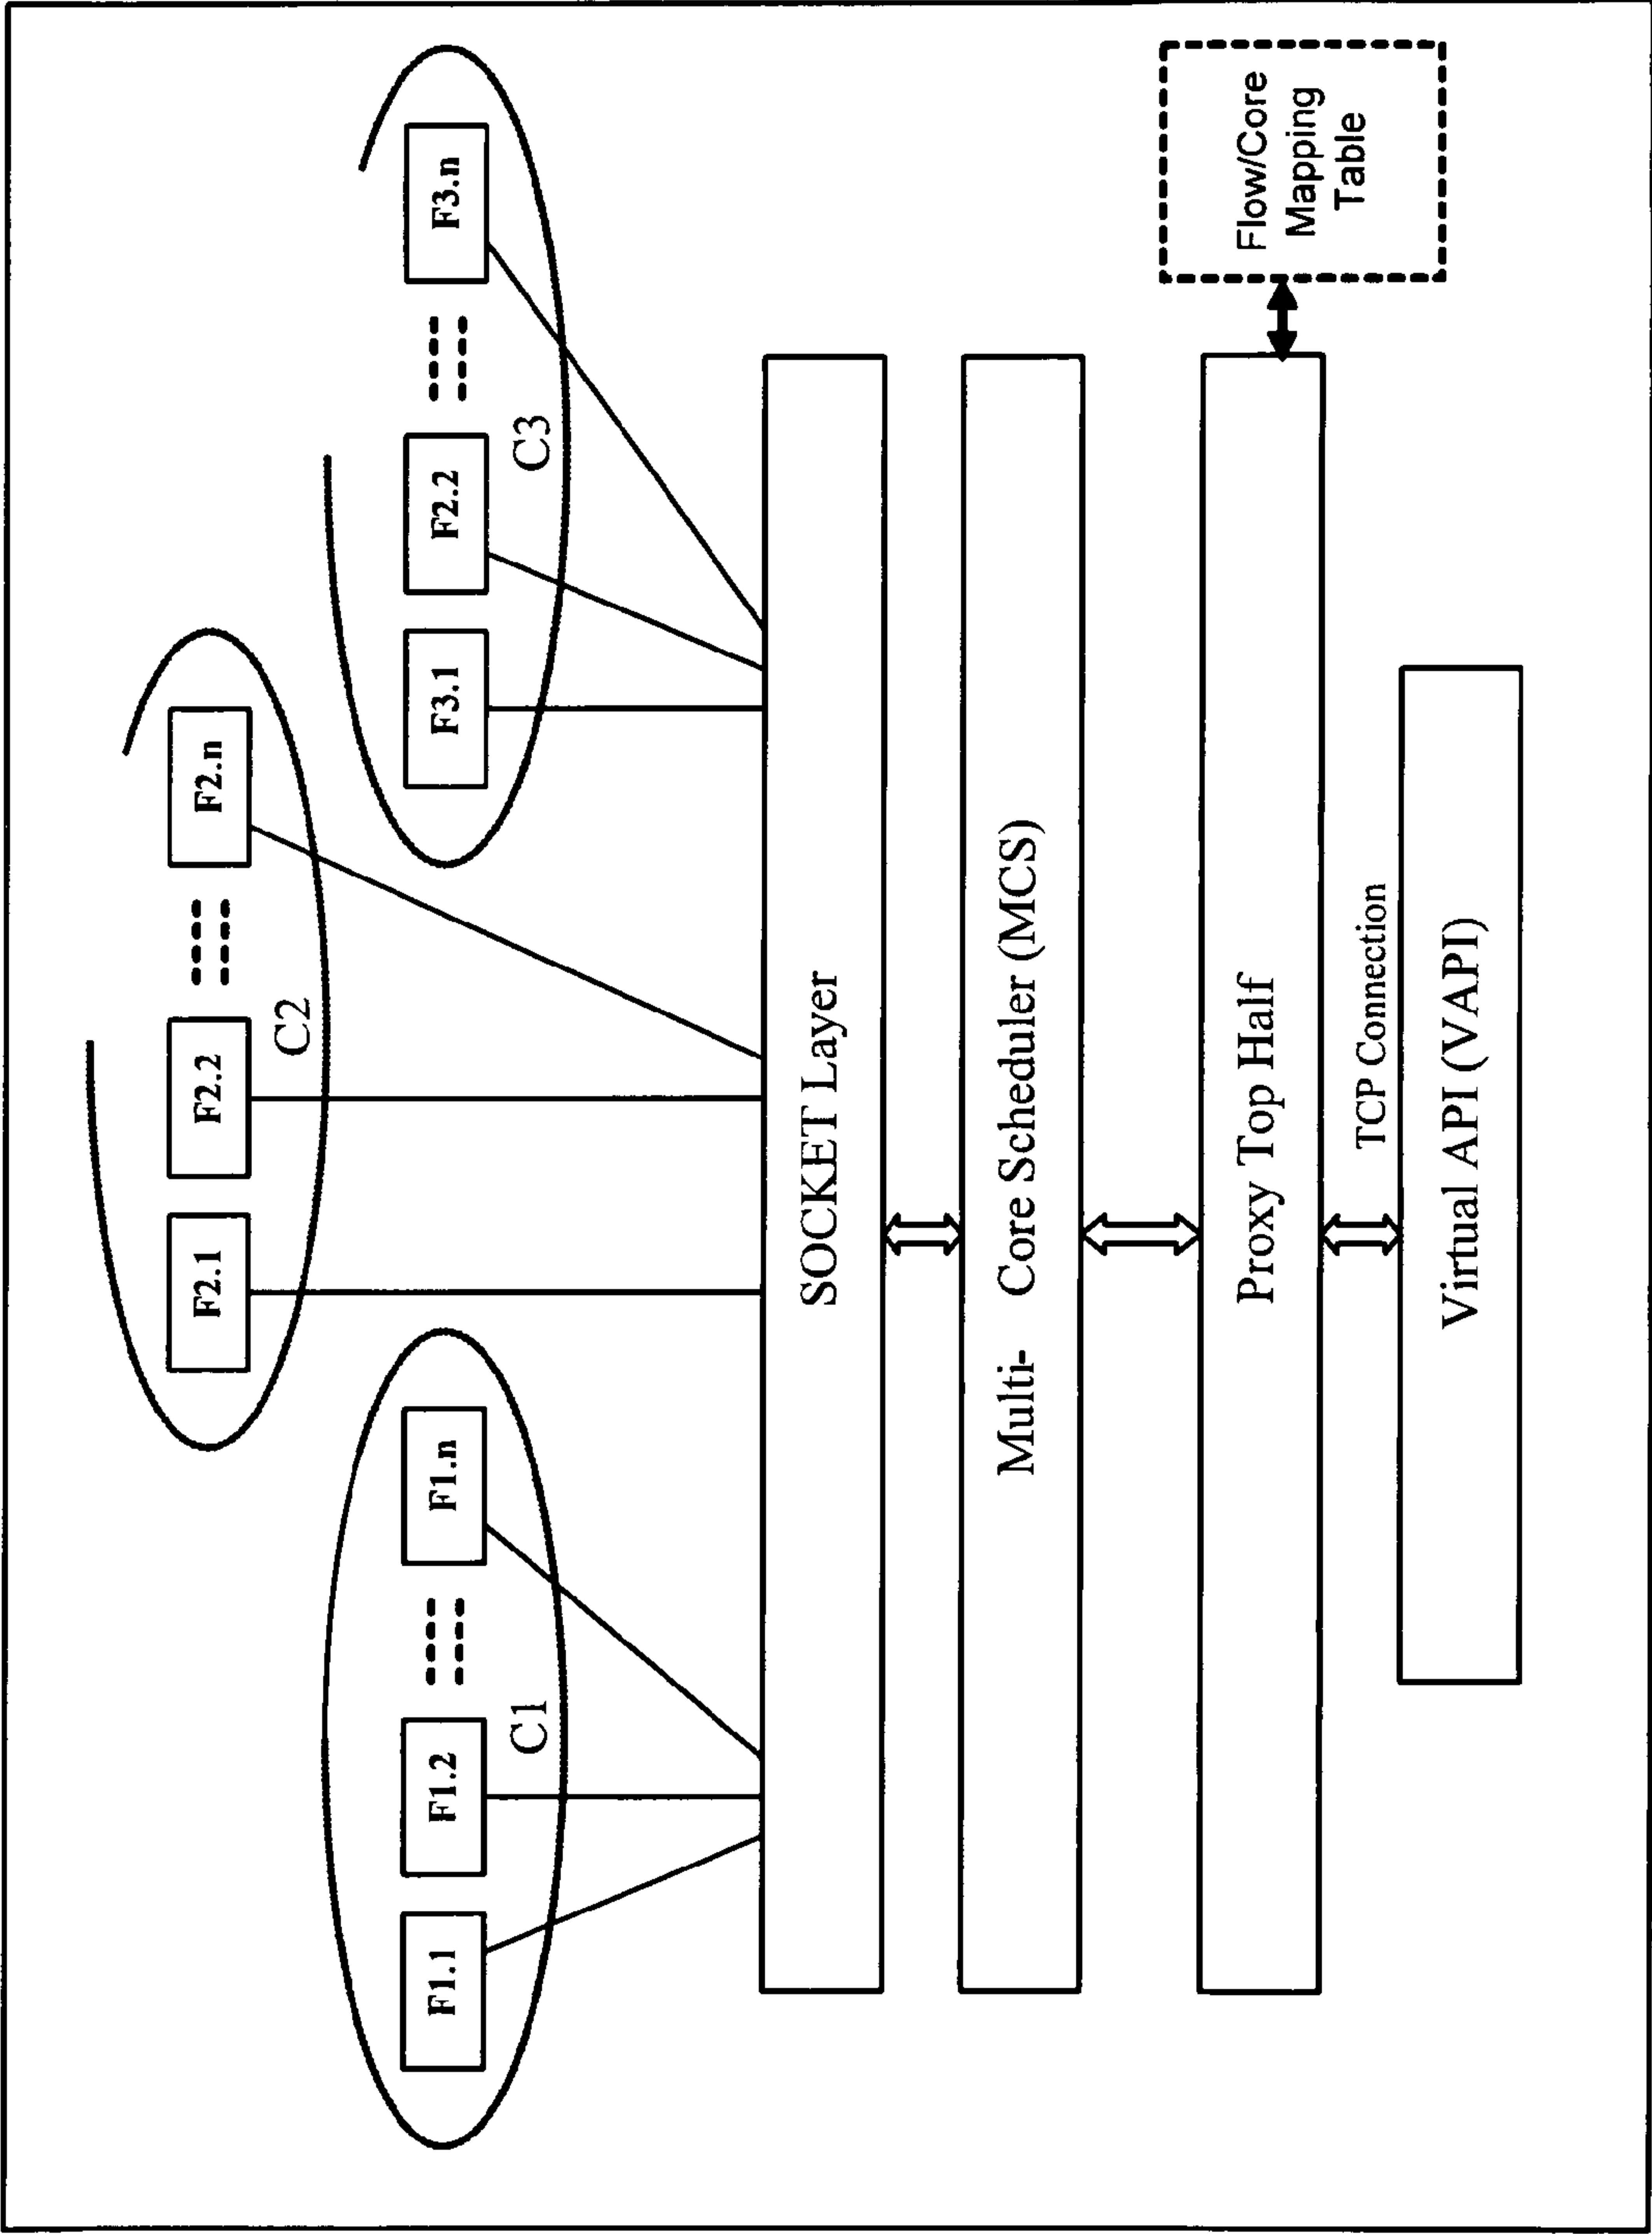 F2.1 F2.2 F2.n
C2
F1.1 F1.2 F1.n
C1
F3.1 F2.2 F3.n
C3
SOCKET Layer
Multi- Core Scheduler (MCS)
Proxy Top Half
Flow/Core
Mapping
Table
TCP Connection
Virtual API (VAPI)